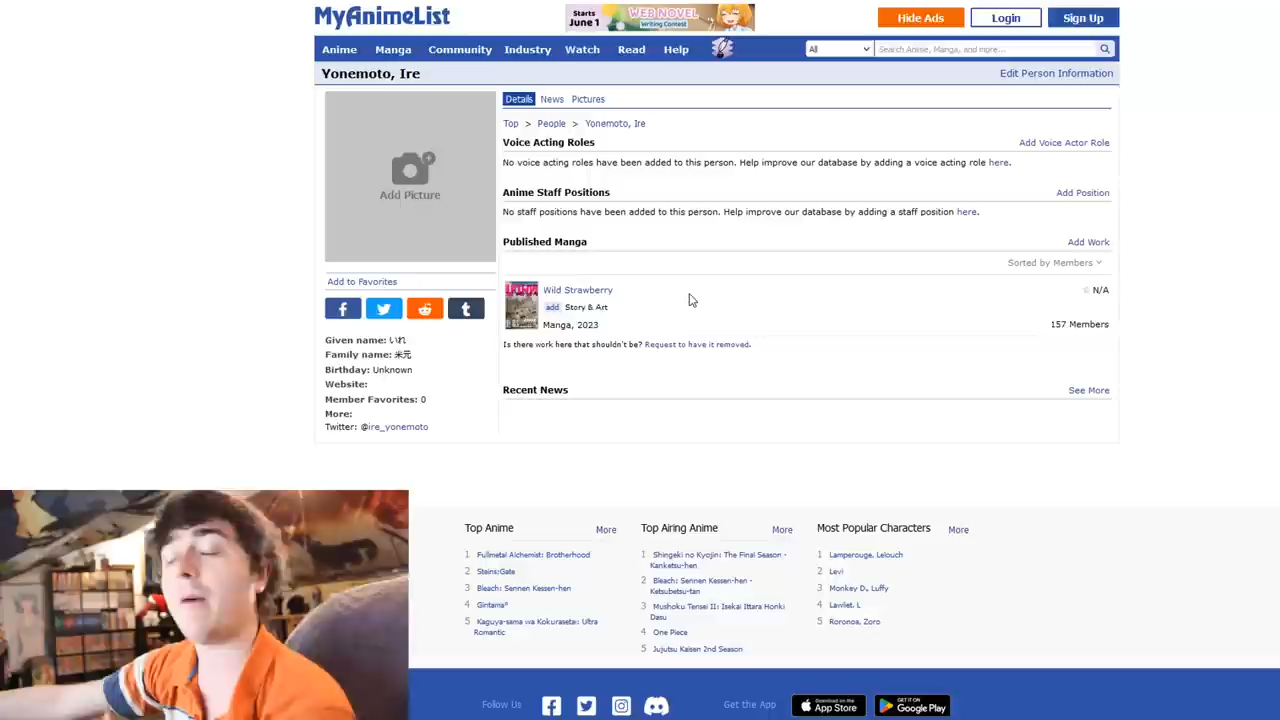 MyAnimeList
Starts June 1
WEB NOVEL
Writing Contest
Hide Ads
Login
Sign Up
Anime Manga Community Industry Watch Read Help
All
Search Anime, Manga, and more...
Yonemoto, Ire
Edit Person Information
Add Picture
Details News Pictures
Top > People > Yonemoto, Ire
Voice Acting Roles
Add Voice Actor Role
No voice acting roles have been added to this person. Help improve our database by adding a voice acting role here.
Anime Staff Positions
Add Position
No staff positions have been added to this person. Help improve our database by adding a staff position here.
Published Manga
Add Work
Sorted by Members
Wild Strawberry
N/A
add Story & Art
Manga, 2023
157 Members
Is there work here that shouldn't be? Request to have it removed.
Recent News
See More
Add to Favorites
Given name: いれ
Family name: 米元
Birthday: Unknown
Website:
Member Favorites: 0
More:
Twitter: @ire_yonemoto
Top Anime
More
1 Fullmetal Alchemist: Brotherhood
2 Steins;Gate
3 Bleach: Sennen Kessen-hen
4 Gintama°
5 Kaguya-sama wa Kokurasetai: Ultra
Romantic
Top Airing Anime
More
1 Shingeki no Kyojin: The Final Season -
Kanketsu-hen
2 Bleach: Sennen Kessen-hen -
Ketsubetsu-tan
3 Mushoku Tensei II: Isekai Ittara Honki
Dasu
4 One Piece
5 Jujutsu Kaisen 2nd Season
Most Popular Characters
More
1 Lamperouge, Lelouch
2 Levi
3 Monkey D., Luffy
4 Lawliet, L
5 Roronoa, Zoro
Follow Us
Get the App
Download on the
App Store
GET IT ON
Google Play